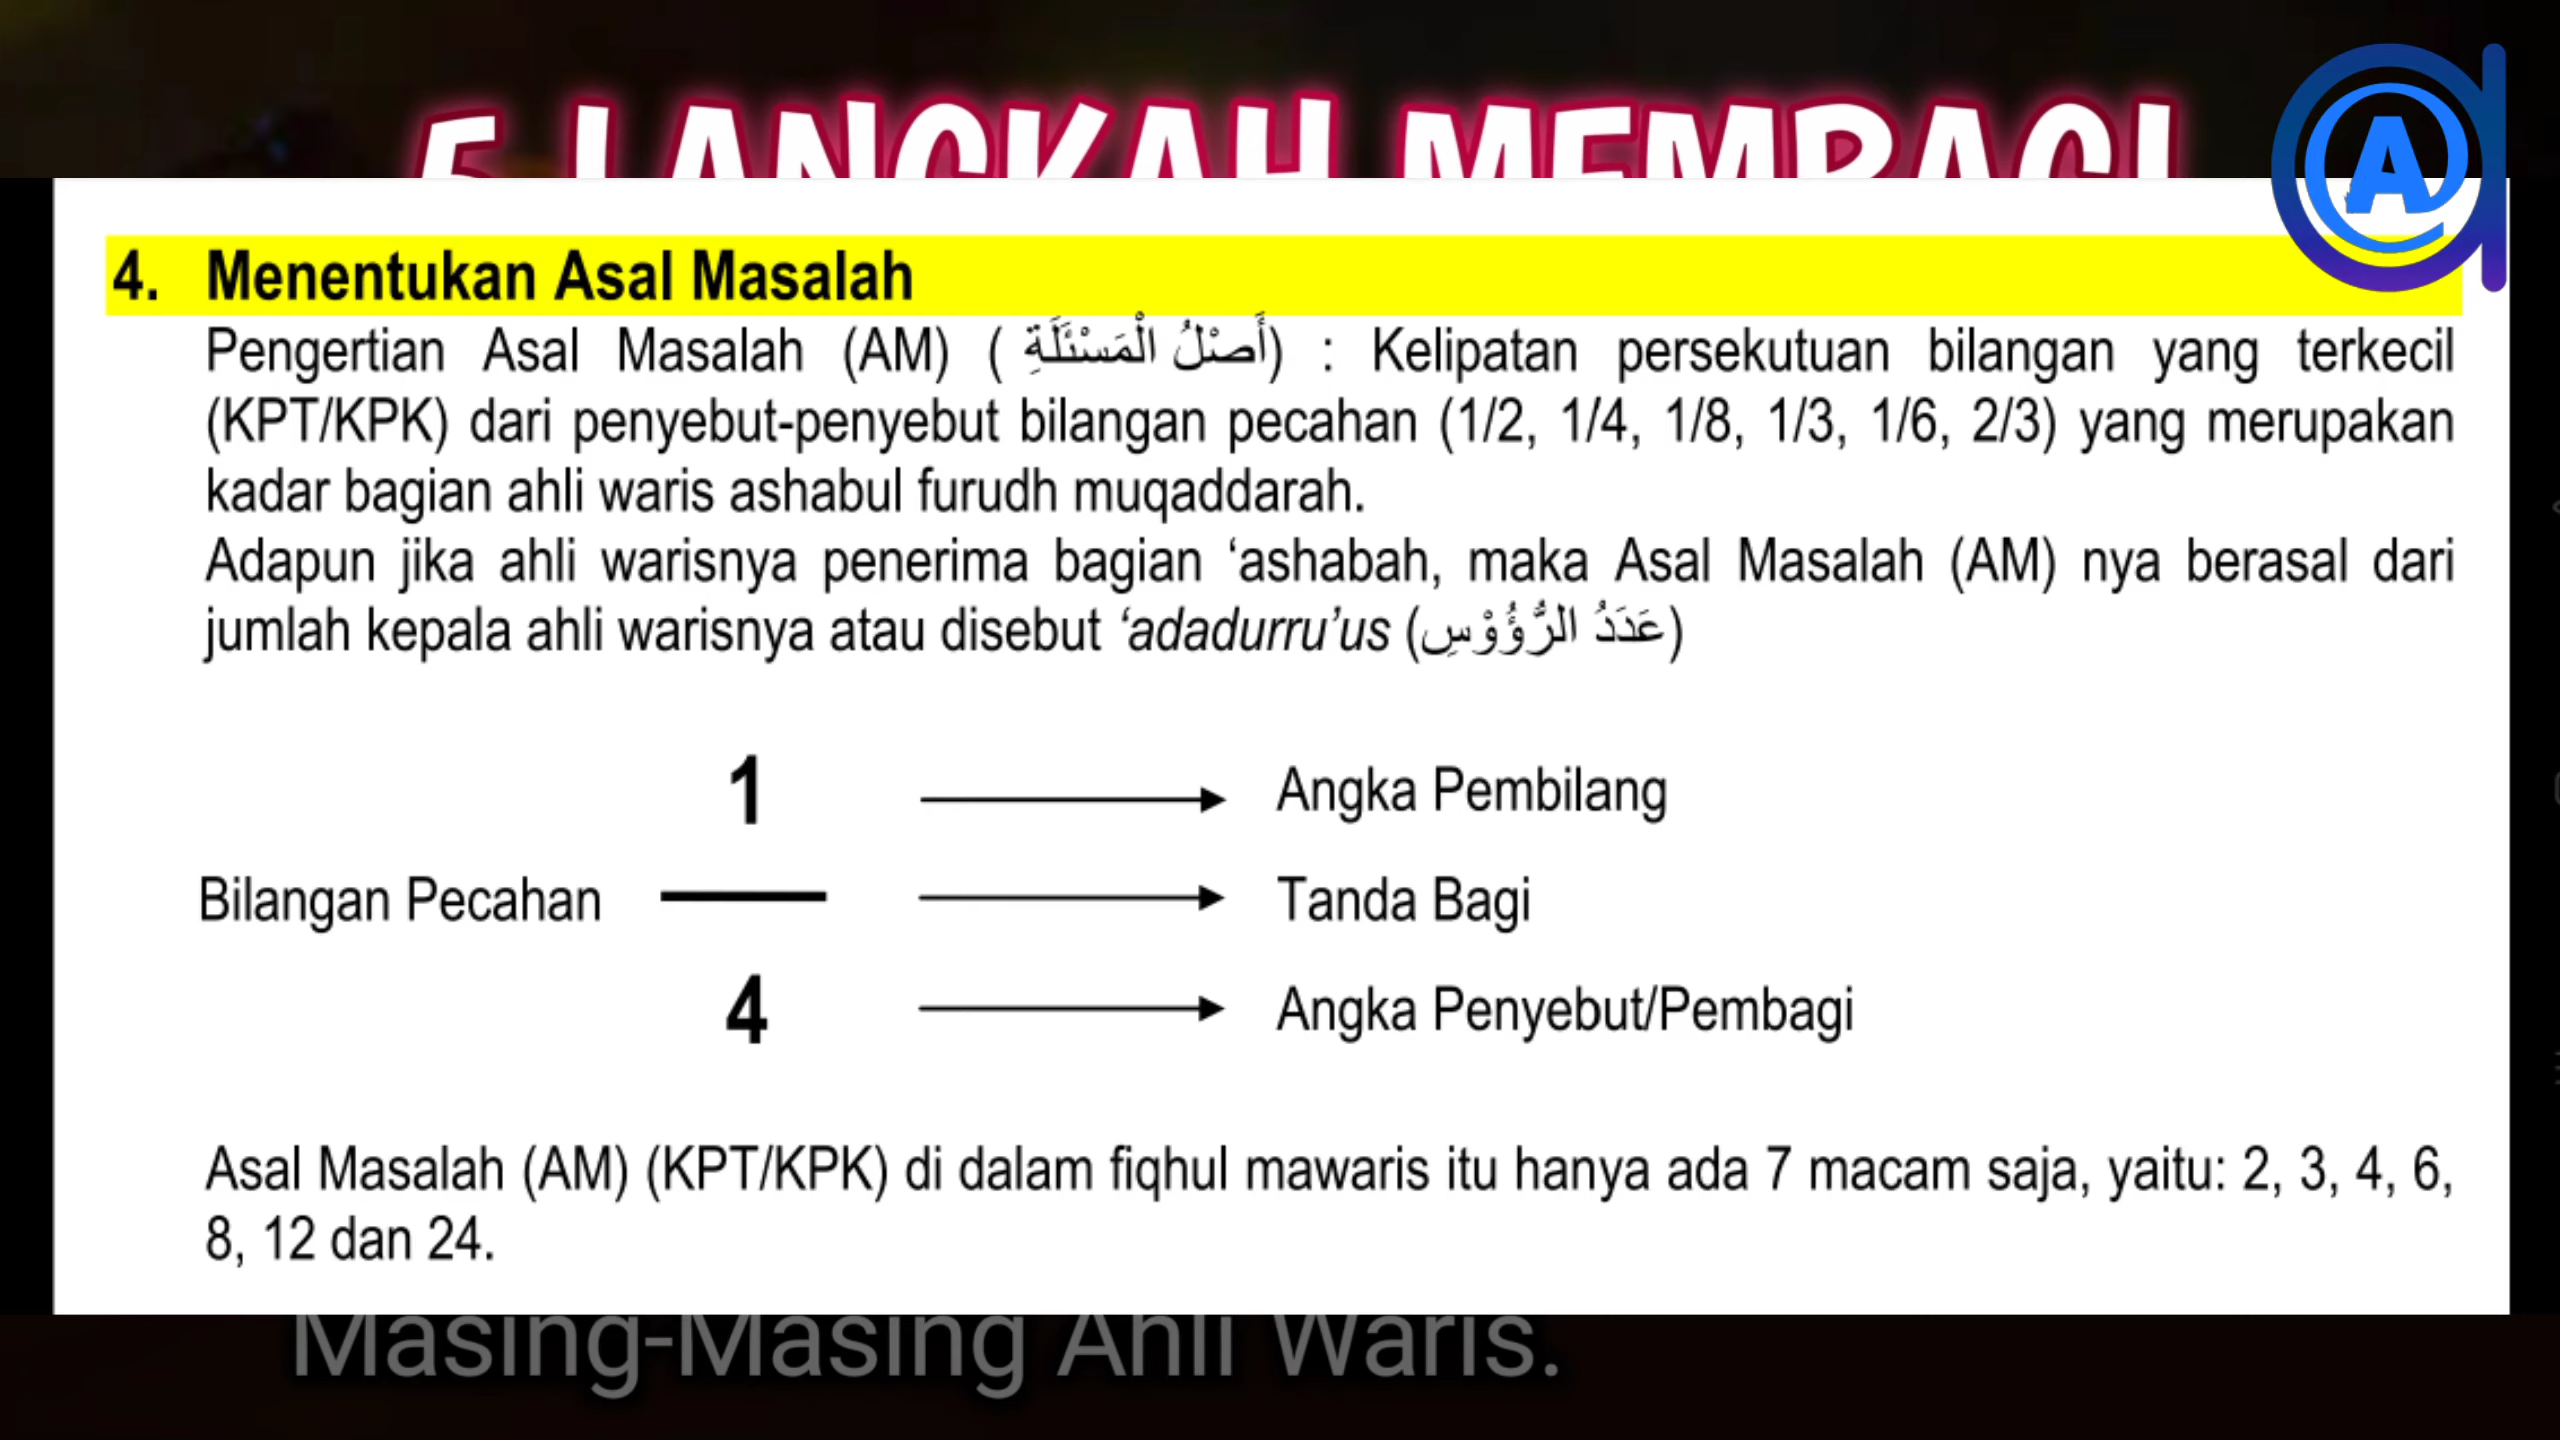 5 LANGKAH MEMBAGI
4. Menentukan Asal Masalah
Pengertian Asal Masalah (AM) ( أَصْلُ الْمَسْئَلَةِ) : Kelipatan persekutuan bilangan yang terkecil
(KPT/KPK) dari penyebut-penyebut bilangan pecahan (1/2, 1/4, 1/8, 1/3, 1/6, 2/3) yang merupakan
kadar bagian ahli waris ashabul furudh muqaddarah.
Adapun jika ahli warisnya penerima bagian ‘ashabah, maka Asal Masalah (AM) nya berasal dari
jumlah kepala ahli warisnya atau disebut ‘adadurru’us (عَدَدُ الرُّؤُوْسِ)
1 Angka Pembilang
Bilangan Pecahan — Tanda Bagi
4 Angka Penyebut/Pembagi
Asal Masalah (AM) (KPT/KPK) di dalam fiqhul mawaris itu hanya ada 7 macam saja, yaitu: 2, 3, 4, 6,
8, 12 dan 24.
Masing-Masing Ahli Waris.